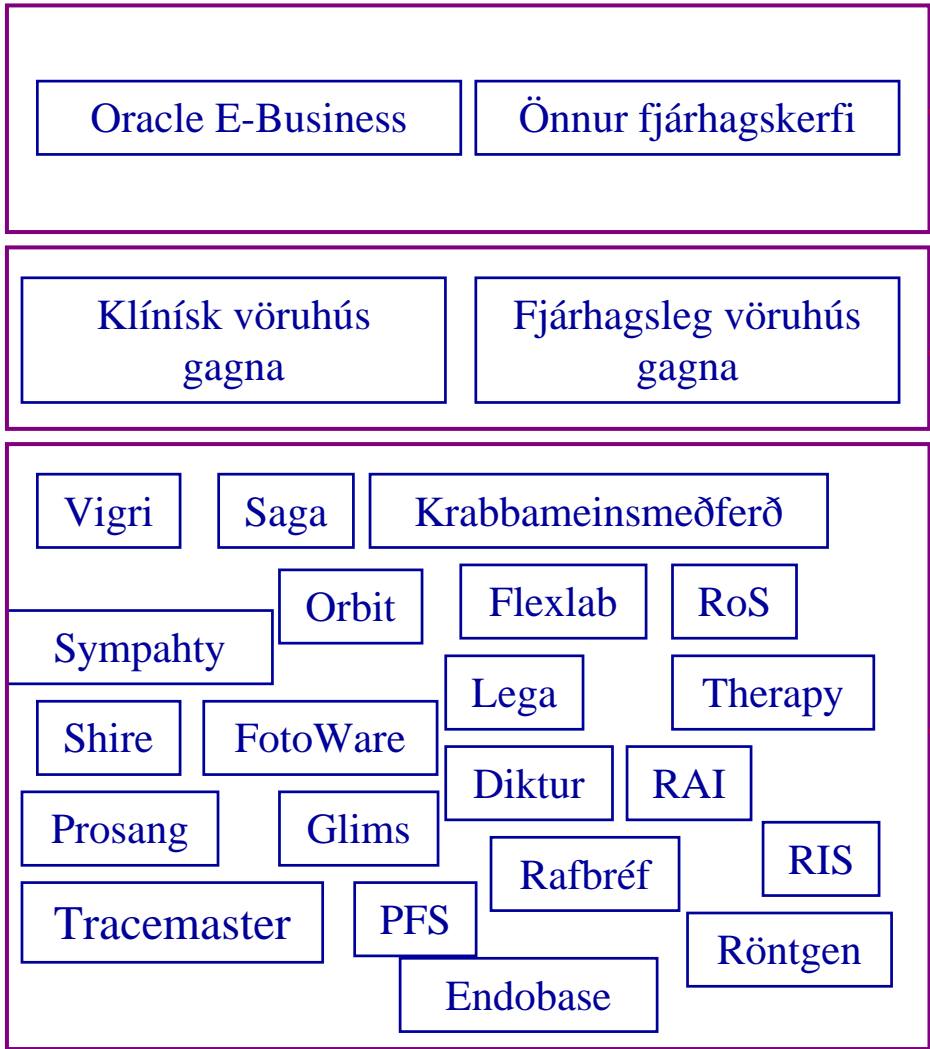 Oracle E-Business
Önnur fjárhagskerfi
Klínísk vöruhús
gagna
Fjárhagsleg vöruhús
gagna
Vigri
Saga
Krabbameinsmeðferð
Orbit
Flexlab
RoS
Sympahty
Lega
Therapy
Shire
FotoWare
Diktur
RAI
Prosang
Glims
Rafbréf
RIS
Tracemaster
PFS
Röntgen
Endobase